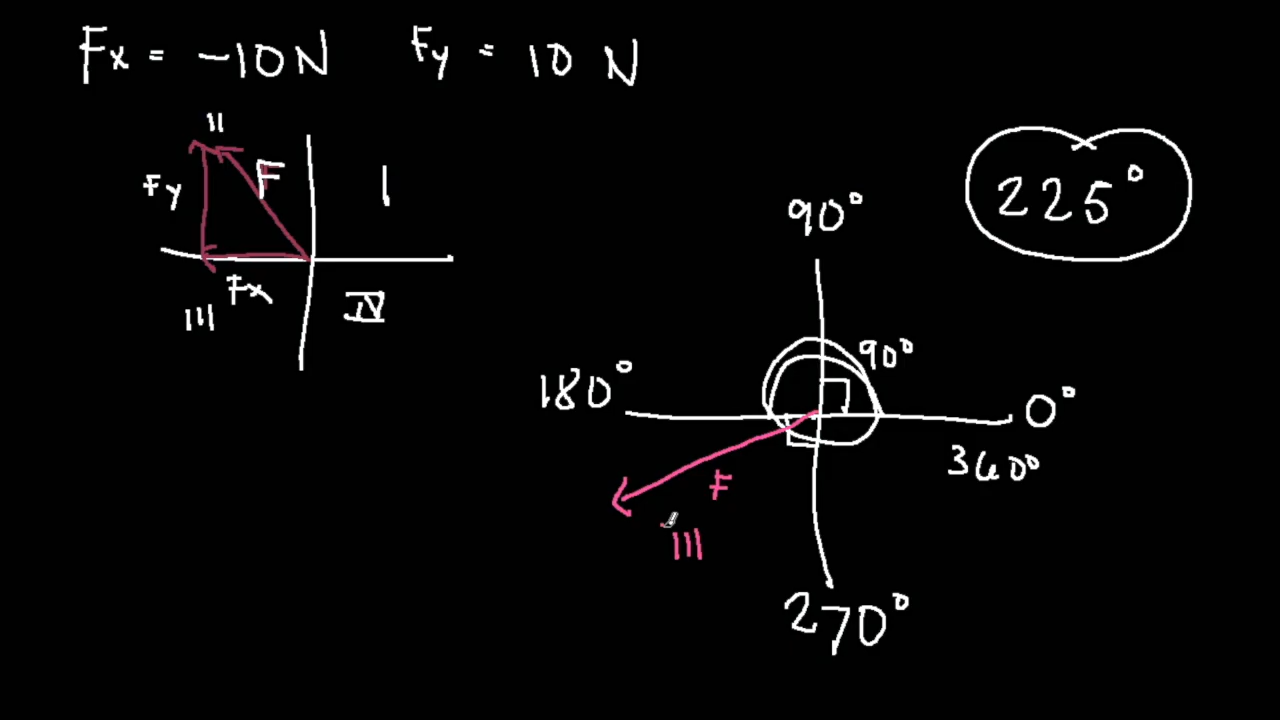 Fx = -10 N Fy = 10 N
II
Fy F I
Fx
III IV
225°
90°
90°
180° 0°
360°
F
III
270°